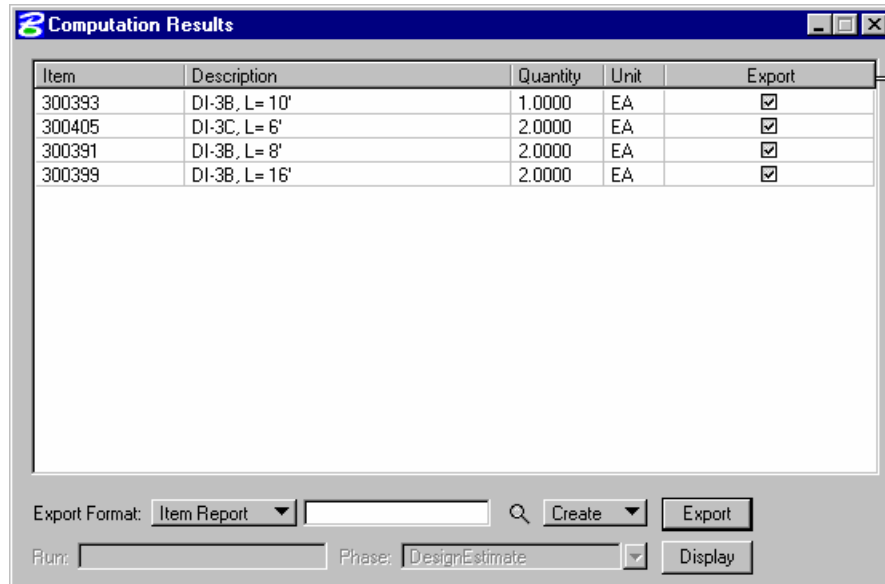 Computation Results
Item Description Quantity Unit Export
300393 DI-3B, L= 10' 1.0000 EA
300405 DI-3C, L= 6' 2.0000 EA
300391 DI-3B, L= 8' 2.0000 EA
300399 DI-3B, L= 16' 2.0000 EA
Export Format: Item Report Create Export
Run: Phase: DesignEstimate Display